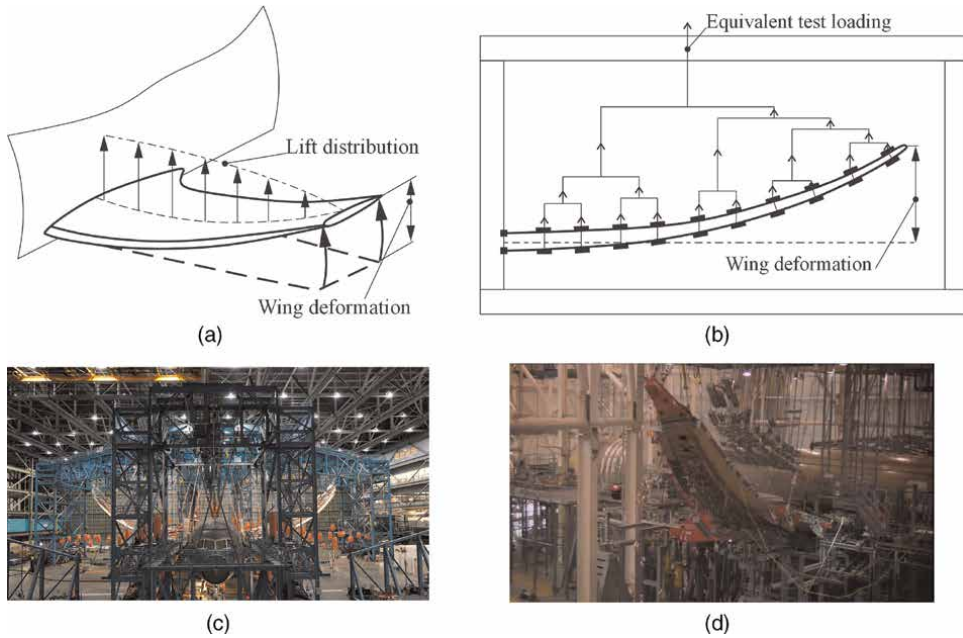 Lift distribution
Wing deformation
(a)
Equivalent test loading
Wing deformation
(b)
(c)
(d)